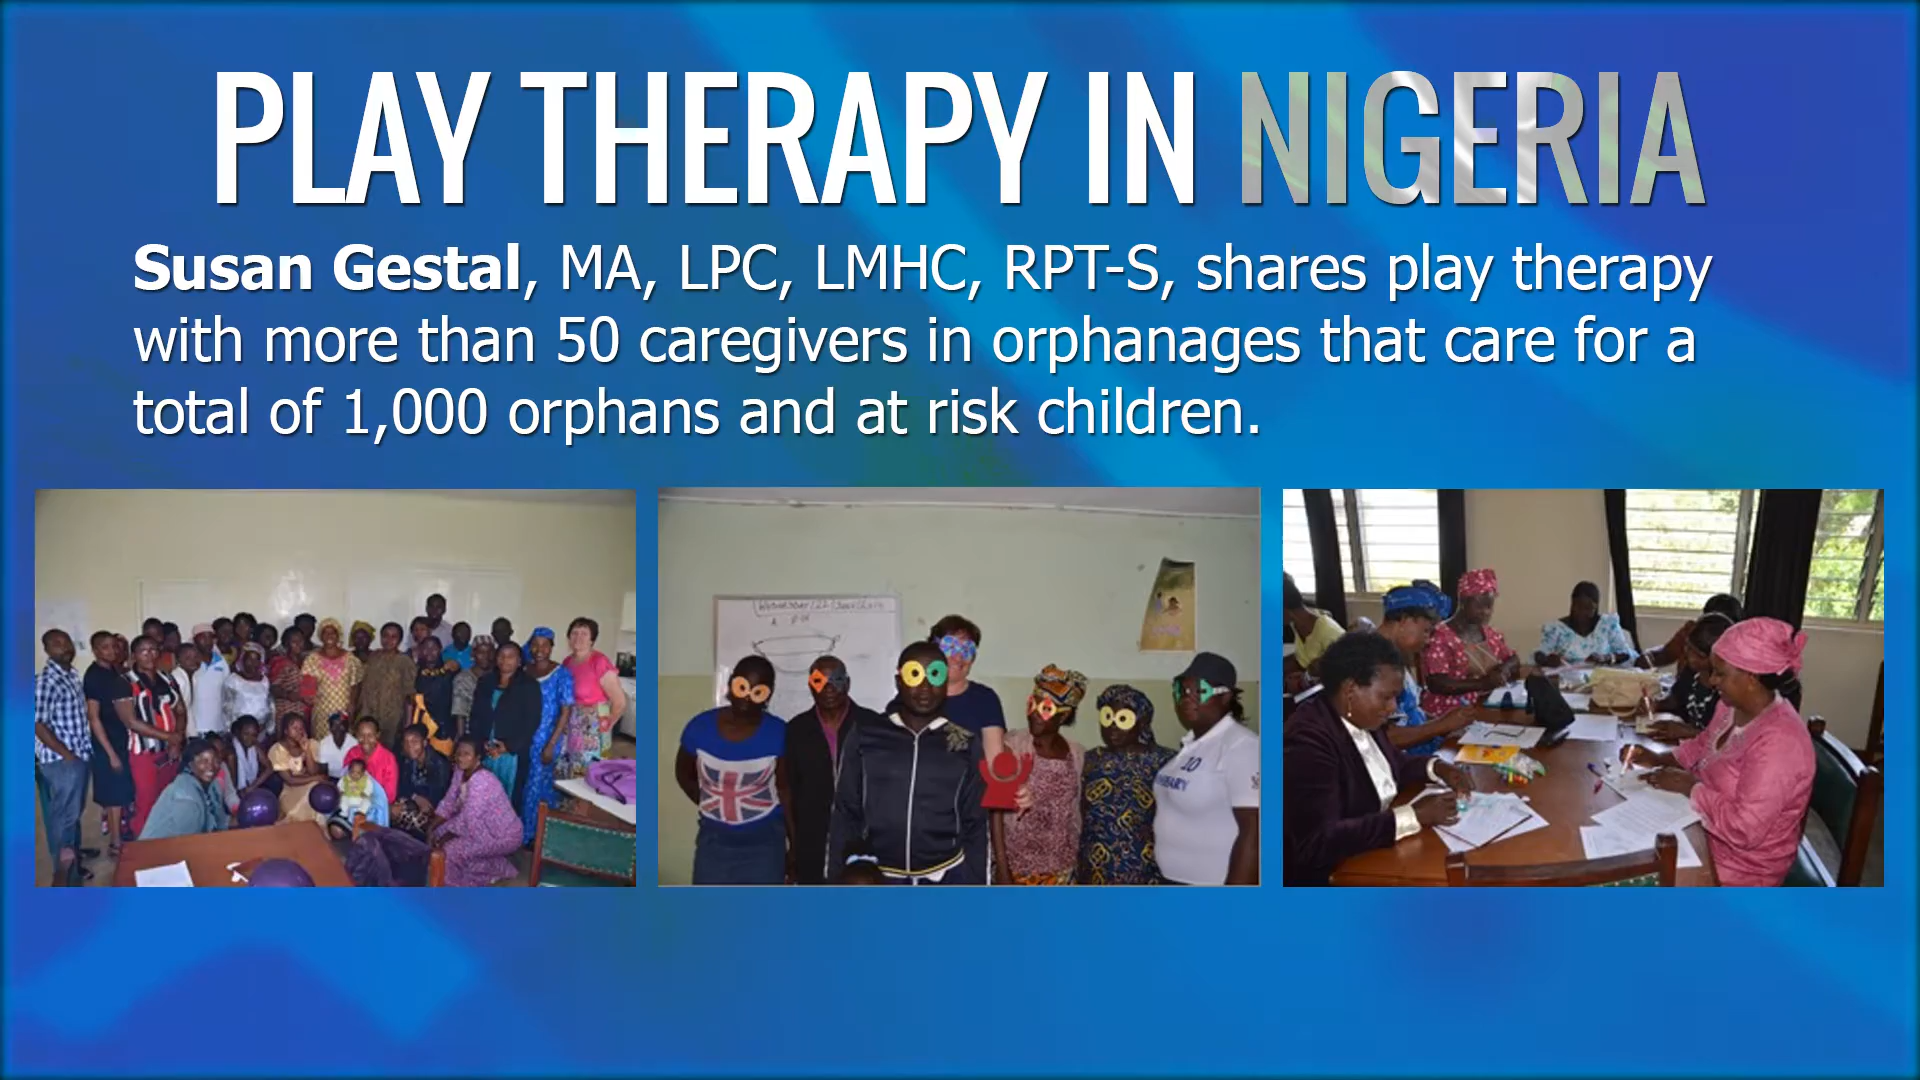 PLAY THERAPY IN NIGERIA
Susan Gestal, MA, LPC, LMHC, RPT-S, shares play therapy
with more than 50 caregivers in orphanages that care for a
total of 1,000 orphans and at risk children.
10